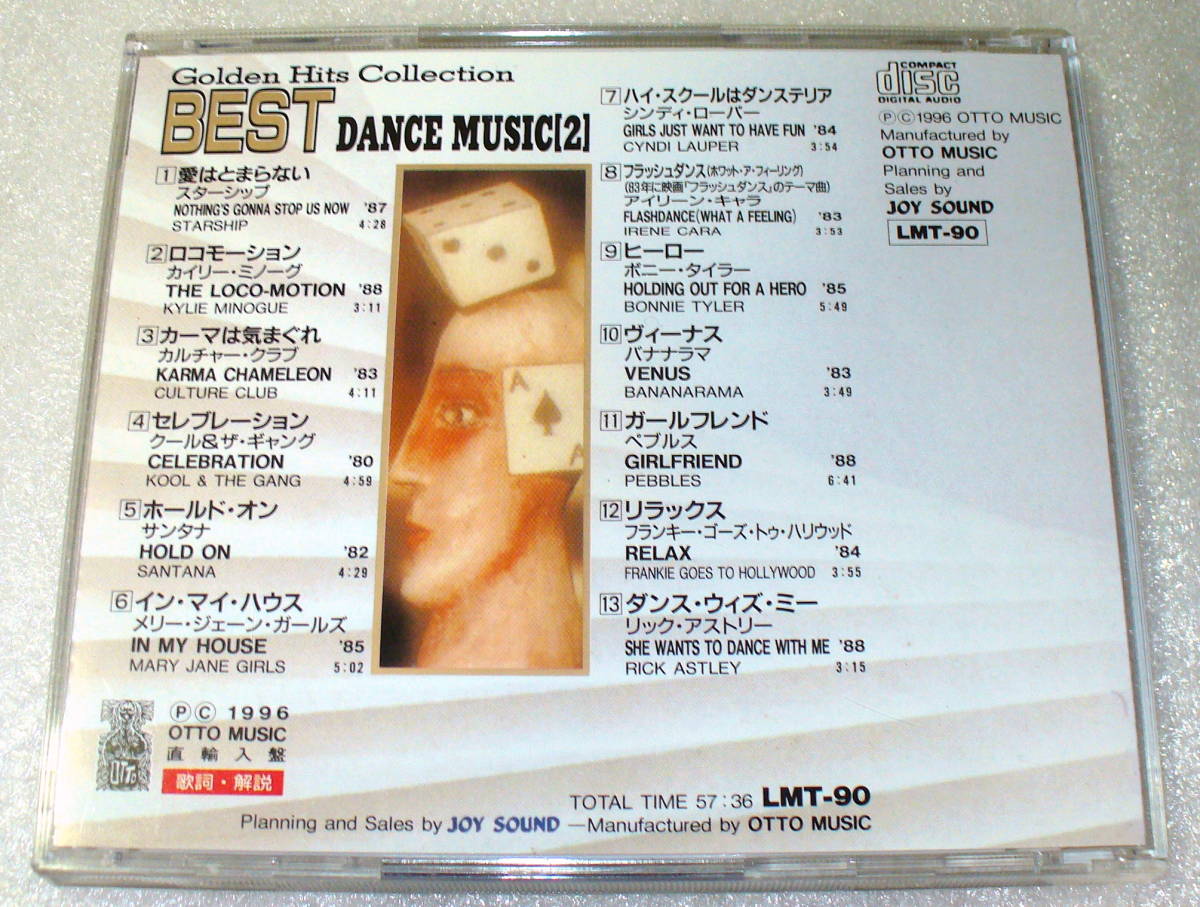 Golden Hits Collection
BEST DANCE MUSIC[2]
1 愛はとまらない
スターシップ
NOTHING'S GONNA STOP US NOW '87
STARSHIP 4:28
2 ロコモーション
カイリー・ミノーグ
THE LOCO-MOTION '88
KYLIE MINOGUE 3:11
3 カーマは気まぐれ
カルチャー・クラブ
KARMA CHAMELEON '83
CULTURE CLUB 4:11
4 セレブレーション
クール&ザ・ギャング
CELEBRATION '80
KOOL & THE GANG 4:59
5 ホールド・オン
サンタナ
HOLD ON '82
SANTANA 4:29
6 イン・マイ・ハウス
メリー・ジェーン・ガールズ
IN MY HOUSE '85
MARY JANE GIRLS 5:02
7 ハイ・スクールはダンステリア
シンディ・ローパー
GIRLS JUST WANT TO HAVE FUN '84
CYNDI LAUPER 3:54
8 フラッシュダンス(ホワット・ア・フィーリング)
(83年に映画「フラッシュダンス」のテーマ曲)
アイリーン・キャラ
FLASHDANCE(WHAT A FEELING) '83
IRENE CARA 3:53
9 ヒーロー
ボニー・タイラー
HOLDING OUT FOR A HERO '85
BONNIE TYLER 5:49
10 ヴィーナス
バナナラマ
VENUS '83
BANANARAMA 3:49
11 ガールフレンド
ペブルス
GIRLFRIEND '88
PEBBLES 6:41
12 リラックス
フランキー・ゴーズ・トゥ・ハリウッド
RELAX '84
FRANKIE GOES TO HOLLYWOOD 3:55
13 ダンス・ウィズ・ミー
リック・アストリー
SHE WANTS TO DANCE WITH ME '88
RICK ASTLEY 3:15
COMPACT
disc
DIGITAL AUDIO
ⓅⒸ1996 OTTO MUSIC
Manufactured by
OTTO MUSIC
Planning and
Sales by
JOY SOUND
LMT-90
A
A
OTTO
ⓅⒸ 1996
OTTO MUSIC
直輸入盤
歌詞・解説
TOTAL TIME 57:36 LMT-90
Planning and Sales by JOY SOUND —Manufactured by OTTO MUSIC